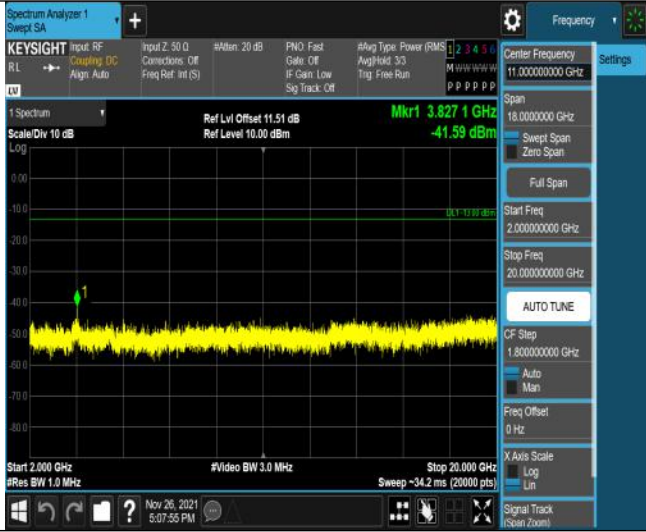 Spectrum Analyzer 1
Swept SA
+
Frequency
KEYSIGHT
RL
LV
Input: RF
Coupling: DC
Align: Auto
Input Z: 50 Ω
Corrections: Off
Freq Ref: Int (S)
#Atten: 20 dB
PNO: Fast
Gate: Off
IF Gain: Low
Sig Track: Off
#Avg Type: Power (RMS
Avg|Hold: 3/3
Trig: Free Run
1 2 3 4 5 6
M W W W W W
P P P P P P
1 Spectrum
Scale/Div 10 dB
Log
Ref Lvl Offset 11.51 dB
Ref Level 10.00 dBm
Mkr1 3.827 1 GHz
-41.59 dBm
0.00
-10.0
-20.0
-30.0
-40.0
-50.0
-60.0
-70.0
-80.0
DL1 -13.00 dBm
1
Start 2.000 GHz
#Res BW 1.0 MHz
#Video BW 3.0 MHz
Stop 20.000 GHz
Sweep ~34.2 ms (20000 pts)
?
Nov 26, 2021
5:07:55 PM
Center Frequency
11.000000000 GHz
Settings
Span
18.0000000 GHz
Swept Span
Zero Span
Full Span
Start Freq
2.000000000 GHz
Stop Freq
20.000000000 GHz
AUTO TUNE
CF Step
1.800000000 GHz
Auto
Man
Freq Offset
0 Hz
X Axis Scale
Log
Lin
Signal Track
(Span Zoom)